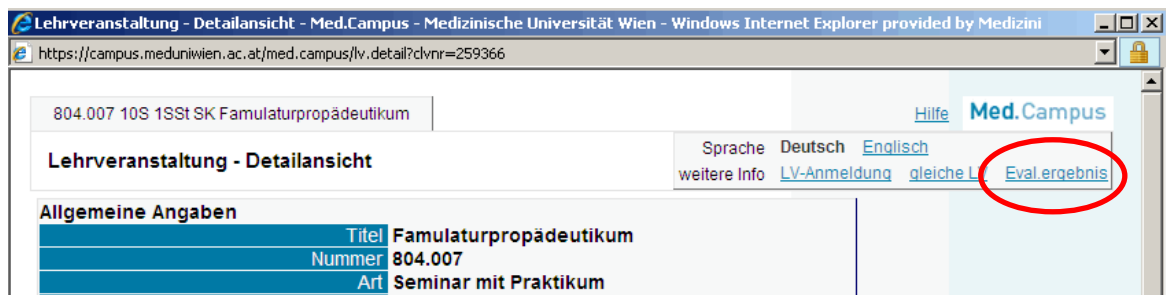 Lehrveranstaltung - Detailansicht - Med.Campus - Medizinische Universität Wien - Windows Internet Explorer provided by Medizini
https://campus.meduniwien.ac.at/med.campus/lv.detail?clvnr=259366
804.007 10S 1SSt SK Famulaturpropädeutikum
Hilfe Med.Campus
Lehrveranstaltung - Detailansicht
Sprache Deutsch Englisch
weitere Info LV-Anmeldung gleiche LV Eval.ergebnis
Allgemeine Angaben
Titel Famulaturpropädeutikum
Nummer 804.007
Art Seminar mit Praktikum